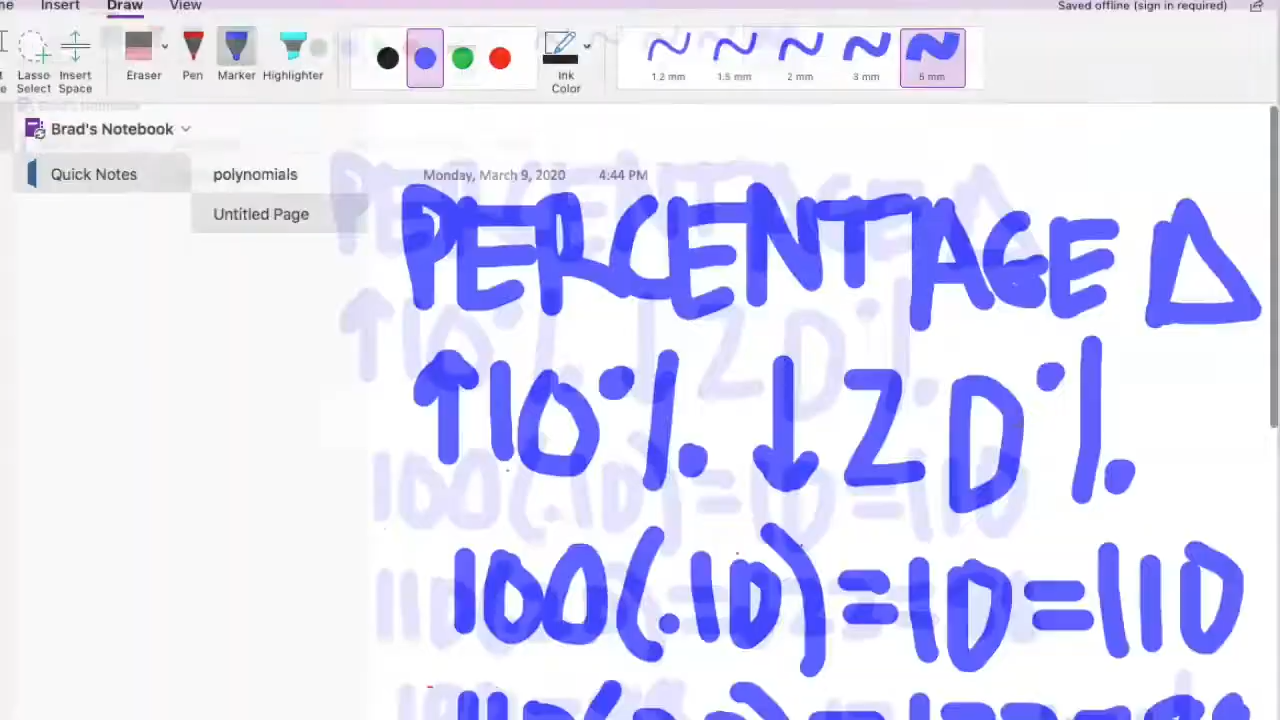 Insert Draw View Saved offline (sign in required)
Lasso Select Insert Space Eraser Pen Marker Highlighter Ink Color 1.2 mm 1.5 mm 2 mm 3 mm 5 mm
Brad's Notebook
Quick Notes polynomials Monday, March 9, 2020 4:44 PM
Untitled Page
PERCENTAGE Δ
↑10% ↓20%
100(.10)=10=110